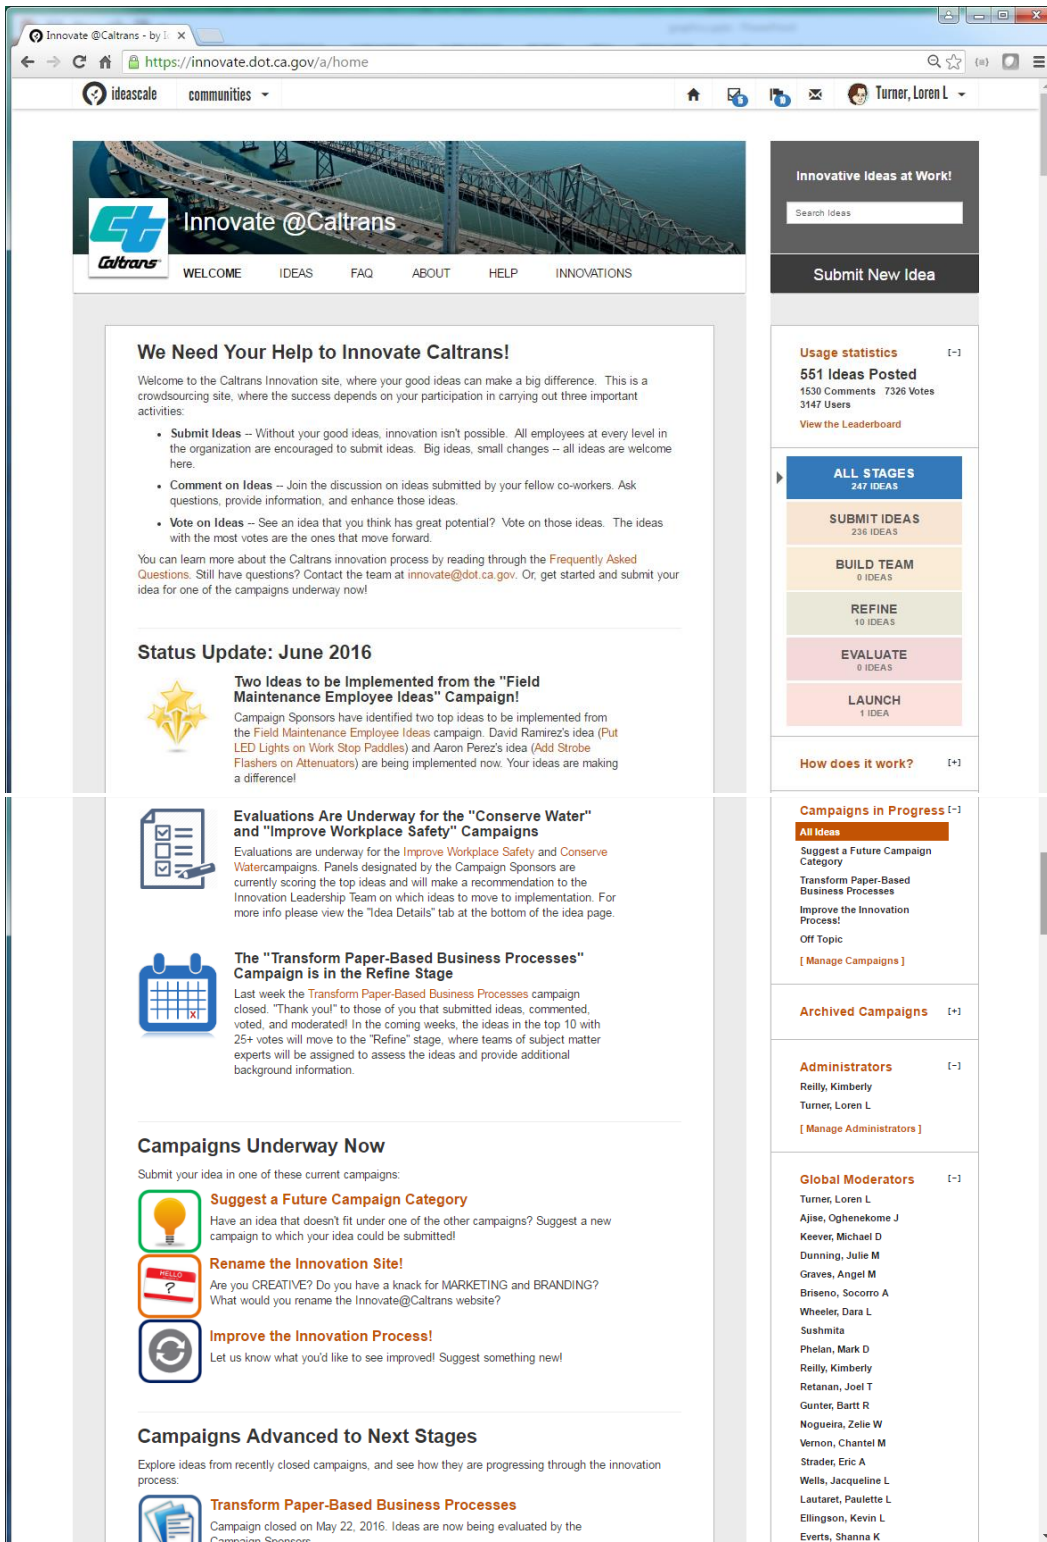 Innovate @Caltrans - by I
https://innovate.dot.ca.gov/a/home
ideascale
communities
Turner, Loren L
Innovate @Caltrans
Caltrans
WELCOME IDEAS FAQ ABOUT HELP INNOVATIONS
Innovative Ideas at Work!
Search Ideas
Submit New Idea
We Need Your Help to Innovate Caltrans!
Welcome to the Caltrans Innovation site, where your good ideas can make a big difference. This is a
crowdsourcing site, where the success depends on your participation in carrying out three important
activities:
• Submit Ideas -- Without your good ideas, innovation isn't possible. All employees at every level in
the organization are encouraged to submit ideas. Big ideas, small changes -- all ideas are welcome
here.
• Comment on Ideas -- Join the discussion on ideas submitted by your fellow co-workers. Ask
questions, provide information, and enhance those ideas.
• Vote on Ideas -- See an idea that you think has great potential? Vote on those ideas. The ideas
with the most votes are the ones that move forward.
You can learn more about the Caltrans innovation process by reading through the Frequently Asked
Questions. Still have questions? Contact the team at innovate@dot.ca.gov. Or, get started and submit your
idea for one of the campaigns underway now!
Status Update: June 2016
Two Ideas to be Implemented from the "Field
Maintenance Employee Ideas" Campaign!
Campaign Sponsors have identified two top ideas to be implemented from
the Field Maintenance Employee Ideas campaign. David Ramirez's idea (Put
LED Lights on Work Stop Paddles) and Aaron Perez's idea (Add Strobe
Flashers on Attenuators) are being implemented now. Your ideas are making
a difference!
Evaluations Are Underway for the "Conserve Water"
and "Improve Workplace Safety" Campaigns
Evaluations are underway for the Improve Workplace Safety and Conserve
Watercampaigns. Panels designated by the Campaign Sponsors are
currently scoring the top ideas and will make a recommendation to the
Innovation Leadership Team on which ideas to move to implementation. For
more info please view the "Idea Details" tab at the bottom of the idea page.
The "Transform Paper-Based Business Processes"
Campaign is in the Refine Stage
Last week the Transform Paper-Based Business Processes campaign
closed. "Thank you!" to those of you that submitted ideas, commented,
voted, and moderated! In the coming weeks, the ideas in the top 10 with
25+ votes will move to the "Refine" stage, where teams of subject matter
experts will be assigned to assess the ideas and provide additional
background information.
Campaigns Underway Now
Submit your idea in one of these current campaigns:
Suggest a Future Campaign Category
Have an idea that doesn't fit under one of the other campaigns? Suggest a new
campaign to which your idea could be submitted!
HELLO
?
Rename the Innovation Site!
Are you CREATIVE? Do you have a knack for MARKETING and BRANDING?
What would you rename the Innovate@Caltrans website?
Improve the Innovation Process!
Let us know what you'd like to see improved! Suggest something new!
Campaigns Advanced to Next Stages
Explore ideas from recently closed campaigns, and see how they are progressing through the innovation
process:
Transform Paper-Based Business Processes
Campaign closed on May 22, 2016. Ideas are now being evaluated by the
Campaign Sponsors
Usage statistics [-]
551 Ideas Posted
1530 Comments 7326 Votes
3147 Users
View the Leaderboard
ALL STAGES
247 IDEAS
SUBMIT IDEAS
236 IDEAS
BUILD TEAM
0 IDEAS
REFINE
10 IDEAS
EVALUATE
0 IDEAS
LAUNCH
1 IDEA
How does it work? [+]
Campaigns in Progress [-]
All Ideas
Suggest a Future Campaign
Category
Transform Paper-Based
Business Processes
Improve the Innovation
Process!
Off Topic
[ Manage Campaigns ]
Archived Campaigns [+]
Administrators [-]
Reilly, Kimberly
Turner, Loren L
[ Manage Administrators ]
Global Moderators [-]
Turner, Loren L
Ajise, Oghenekome J
Keever, Michael D
Dunning, Julie M
Graves, Angel M
Briseno, Socorro A
Wheeler, Dara L
Sushmita
Phelan, Mark D
Reilly, Kimberly
Retanan, Joel T
Gunter, Bartt R
Nogueira, Zelie W
Vernon, Chantel M
Strader, Eric A
Wells, Jacqueline L
Lautaret, Paulette L
Ellingson, Kevin L
Everts, Shanna K